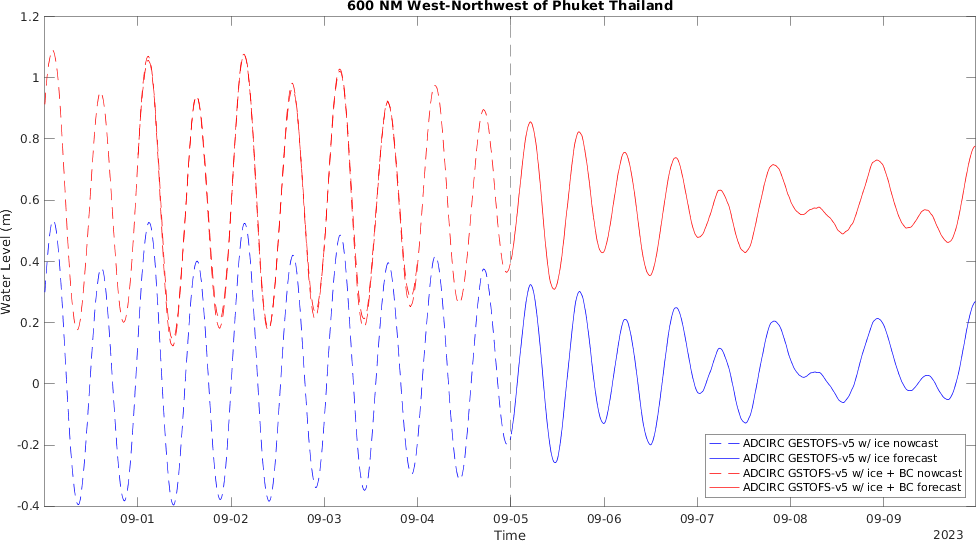 600 NM West-Northwest of Phuket Thailand
1.2
1
0.8
0.6
0.4
0.2
0
-0.2
-0.4
Water Level (m)
ADCIRC GESTOFS-v5 w/ ice nowcast
ADCIRC GESTOFS-v5 w/ ice forecast
ADCIRC GSTOFS-v5 w/ ice + BC nowcast
ADCIRC GSTOFS-v5 w/ ice + BC forecast
09-01 09-02 09-03 09-04 09-05 09-06 09-07 09-08 09-09
Time
2023